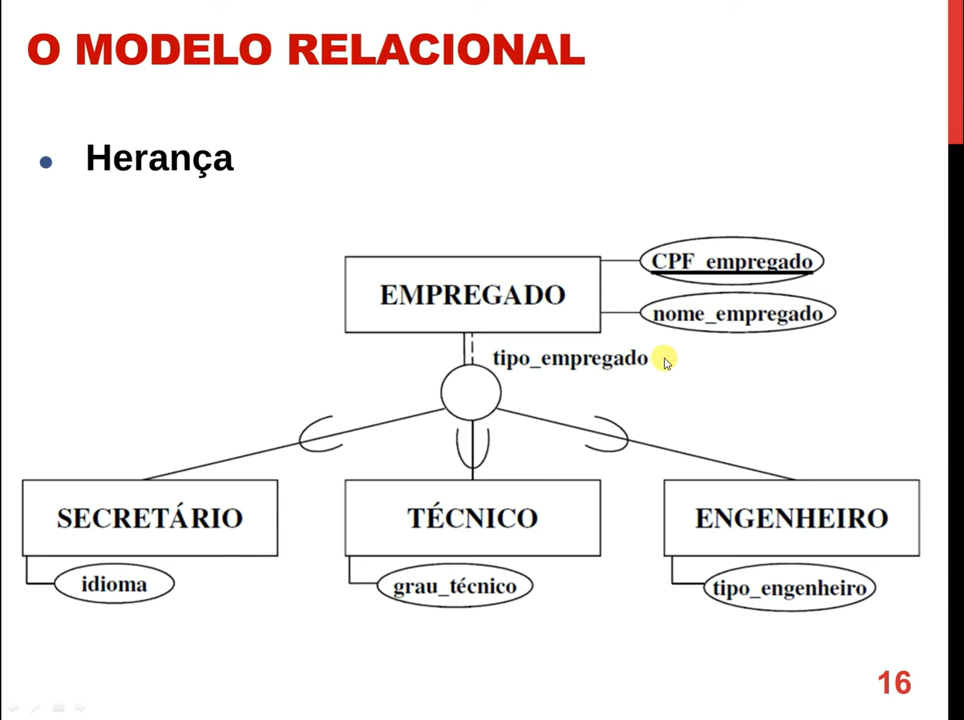 O MODELO RELACIONAL
• Herança
EMPREGADO
CPF_empregado
nome_empregado
tipo_empregado
SECRETÁRIO
TÉCNICO
ENGENHEIRO
idioma
grau_técnico
tipo_engenheiro
16